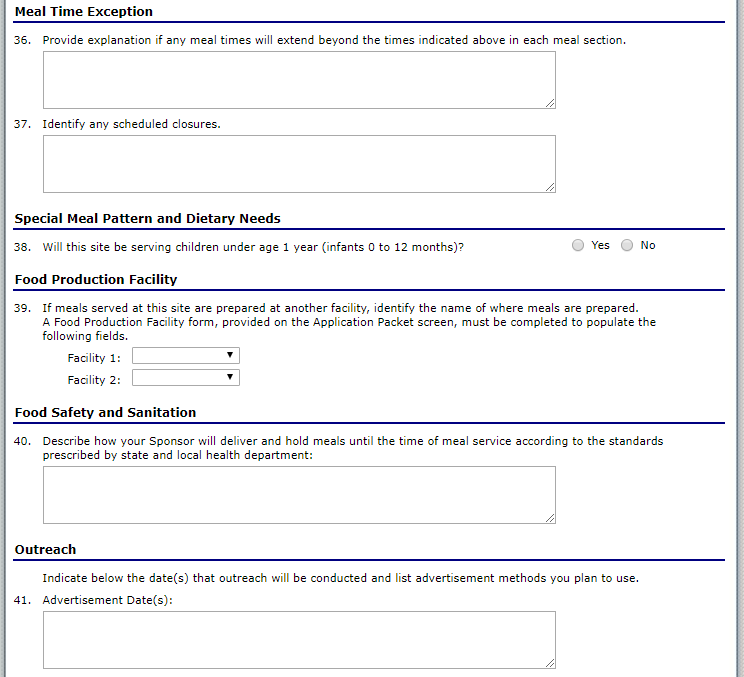 Meal Time Exception
36. Provide explanation if any meal times will extend beyond the times indicated above in each meal section.
37. Identify any scheduled closures.
Special Meal Pattern and Dietary Needs
38. Will this site be serving children under age 1 year (infants 0 to 12 months)? Yes No
Food Production Facility
39. If meals served at this site are prepared at another facility, identify the name of where meals are prepared.
A Food Production Facility form, provided on the Application Packet screen, must be completed to populate the
following fields.
Facility 1:
Facility 2:
Food Safety and Sanitation
40. Describe how your Sponsor will deliver and hold meals until the time of meal service according to the standards
prescribed by state and local health department:
Outreach
Indicate below the date(s) that outreach will be conducted and list advertisement methods you plan to use.
41. Advertisement Date(s):